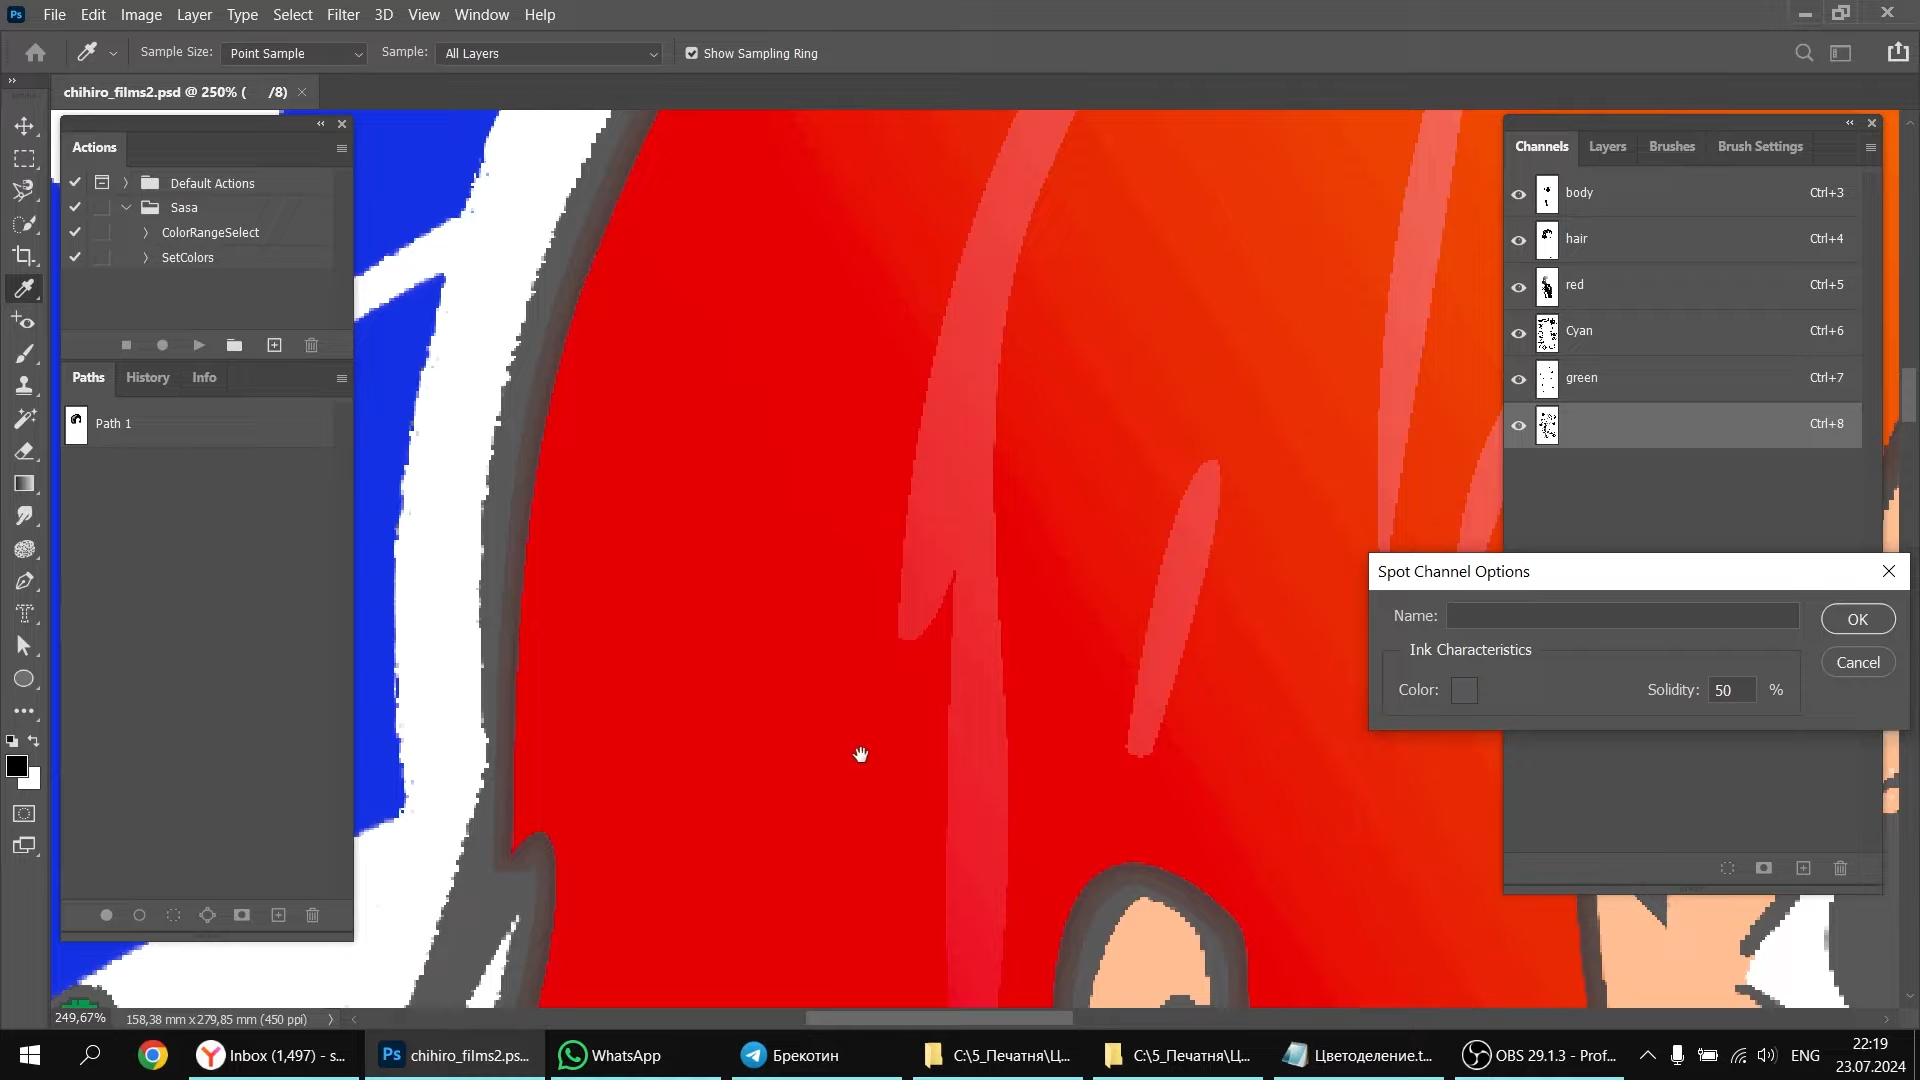 Ps File Edit Image Layer Type Select Filter 3D View Window Help
Sample Size: Point Sample Sample: All Layers Show Sampling Ring
chihiro_films2.psd @ 250% ( /8)
Actions
Default Actions
Sasa
ColorRangeSelect
SetColors
Paths History Info
Path 1
Channels Layers Brushes Brush Settings
body Ctrl+3
hair Ctrl+4
red Ctrl+5
Cyan Ctrl+6
green Ctrl+7
Ctrl+8
Spot Channel Options
Name: OK
Ink Characteristics
Cancel
Color: Solidity: 50 %
249,67% 158,38 mm x 279,85 mm (450 ppi)
Inbox (1,497) - s...
Ps chihiro_films2.ps...
WhatsApp
Брекотин
C:\5_Печатня\Ц...
C:\5_Печатня\Ц...
Цветоделение.t...
OBS 29.1.3 - Prof...
ENG
22:19
23.07.2024